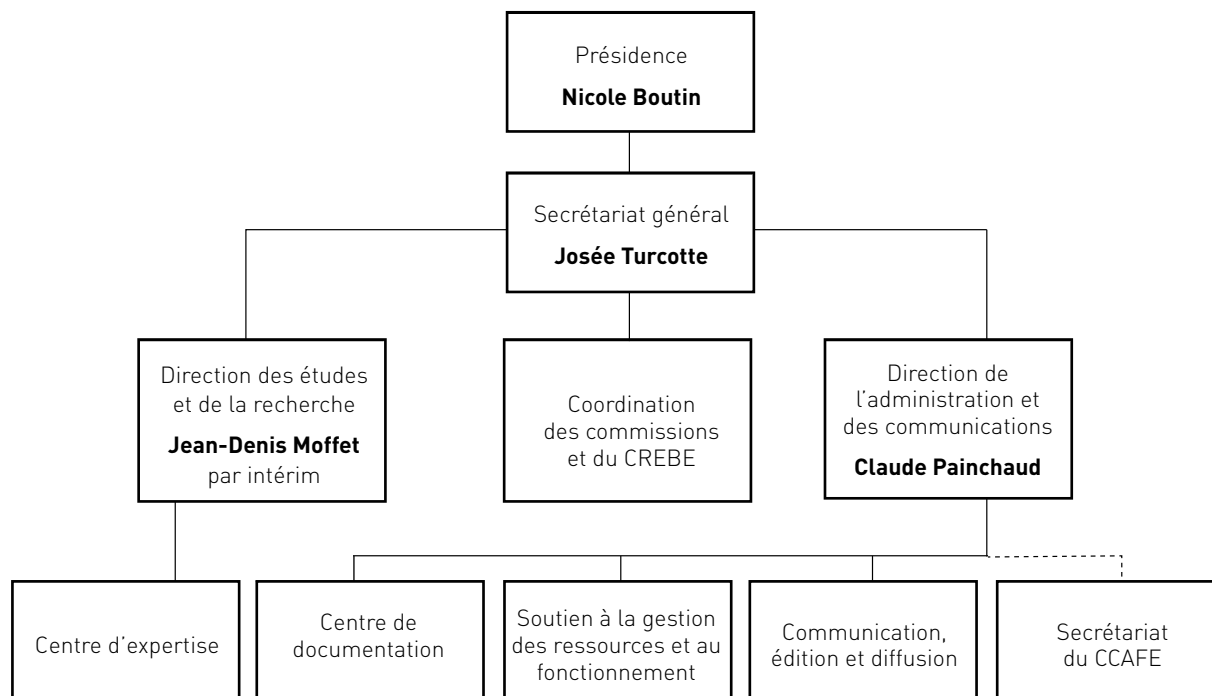 Présidence
Nicole Boutin
Secrétariat général
Josée Turcotte
Direction des études
et de la recherche
Jean-Denis Moffet
par intérim
Coordination
des commissions
et du CREBE
Direction de
l’administration et
des communications
Claude Painchaud
Centre d’expertise
Centre de
documentation
Soutien à la gestion
des ressources et au
fonctionnement
Communication,
édition et diffusion
Secrétariat
du CCAFE